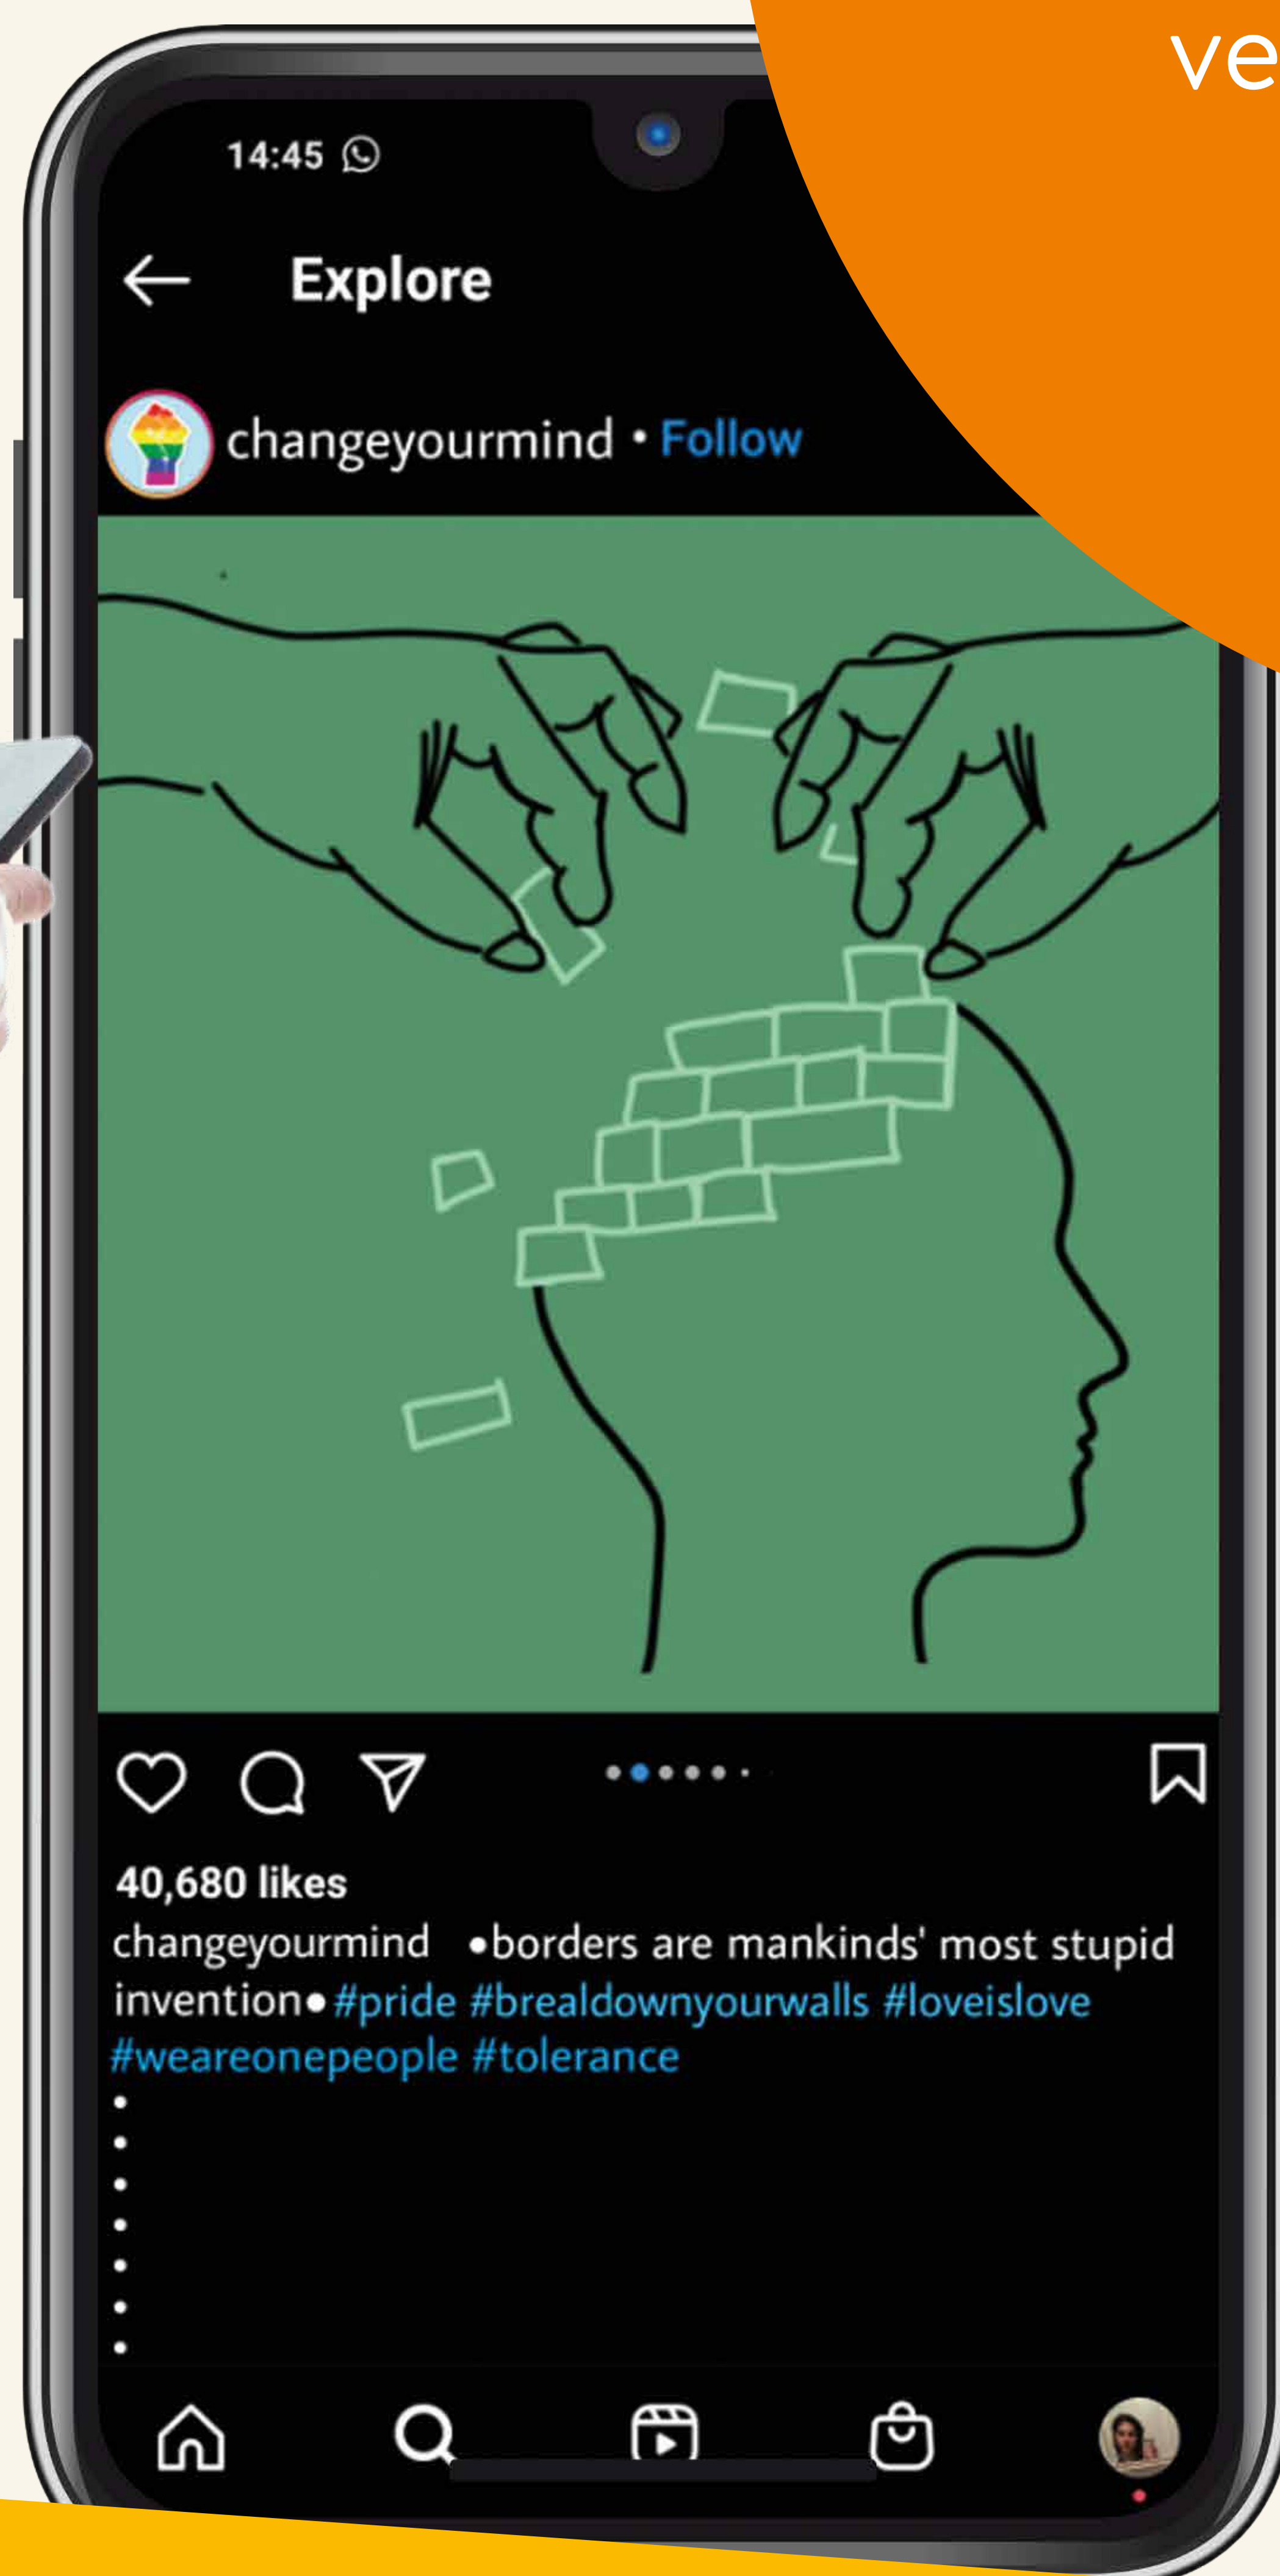 ve
14:45
Explore
changeyourmind • Follow
40,680 likes
changeyourmind •borders are mankinds' most stupid
invention• #pride #brealdownyourwalls #loveislove
#weareonepeople #tolerance